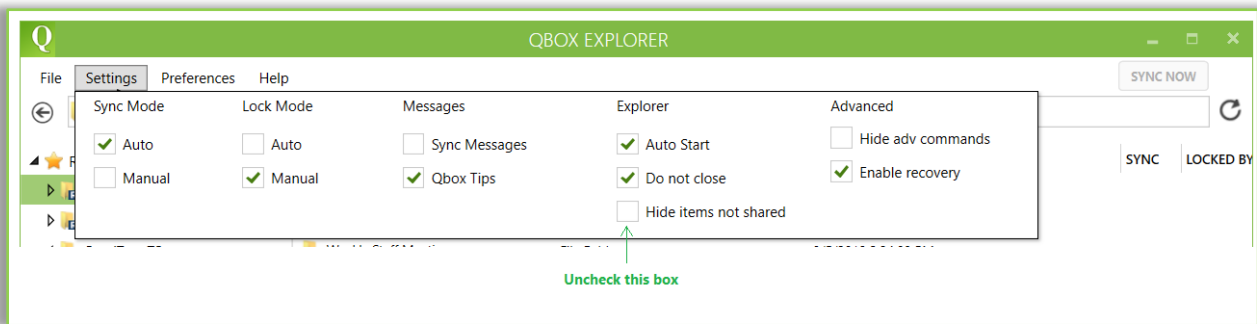 Q
QBOX EXPLORER
File Settings Preferences Help
SYNC NOW
Sync Mode Lock Mode Messages Explorer Advanced
Auto Auto Sync Messages Auto Start Hide adv commands
Manual Manual Qbox Tips Do not close Enable recovery
Hide items not shared
SYNC LOCKED BY
Uncheck this box